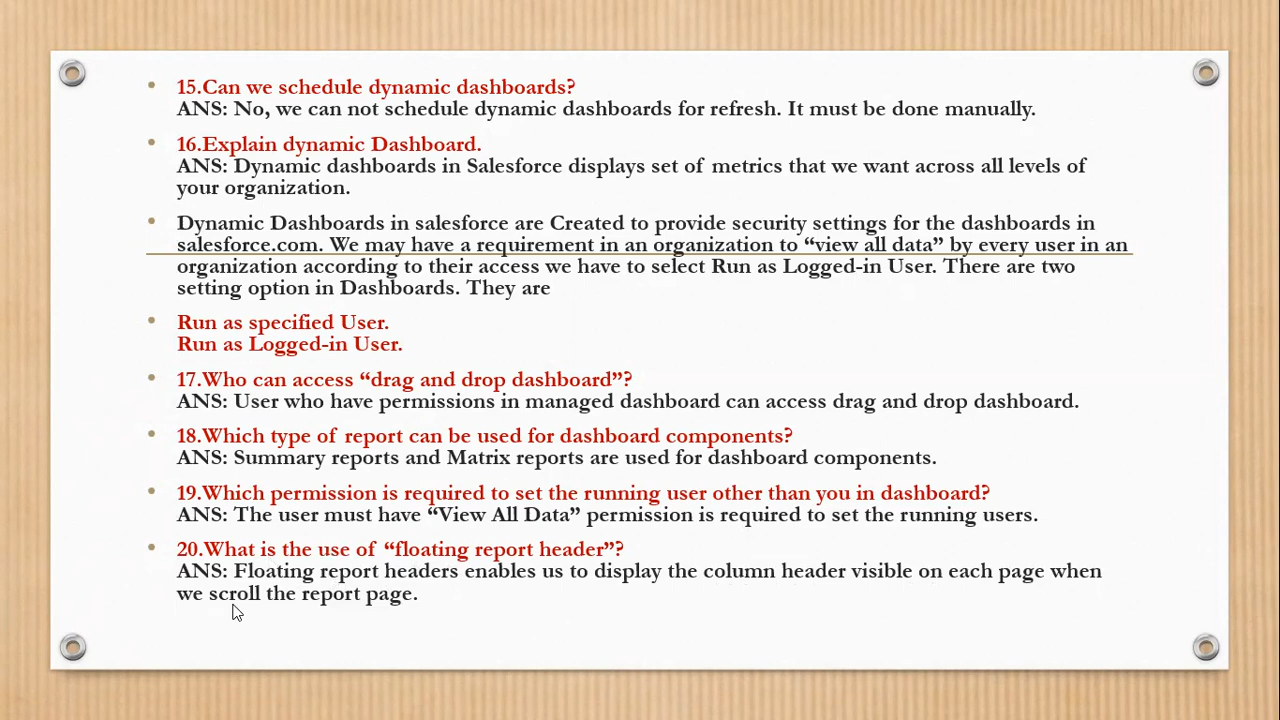 15.Can we schedule dynamic dashboards?
ANS: No, we can not schedule dynamic dashboards for refresh. It must be done manually.
16.Explain dynamic Dashboard.
ANS: Dynamic dashboards in Salesforce displays set of metrics that we want across all levels of
your organization.
Dynamic Dashboards in salesforce are Created to provide security settings for the dashboards in
salesforce.com. We may have a requirement in an organization to “view all data” by every user in an
organization according to their access we have to select Run as Logged-in User. There are two
setting option in Dashboards. They are
Run as specified User.
Run as Logged-in User.
17.Who can access “drag and drop dashboard”?
ANS: User who have permissions in managed dashboard can access drag and drop dashboard.
18.Which type of report can be used for dashboard components?
ANS: Summary reports and Matrix reports are used for dashboard components.
19.Which permission is required to set the running user other than you in dashboard?
ANS: The user must have “View All Data” permission is required to set the running users.
20.What is the use of “floating report header”?
ANS: Floating report headers enables us to display the column header visible on each page when
we scroll the report page.